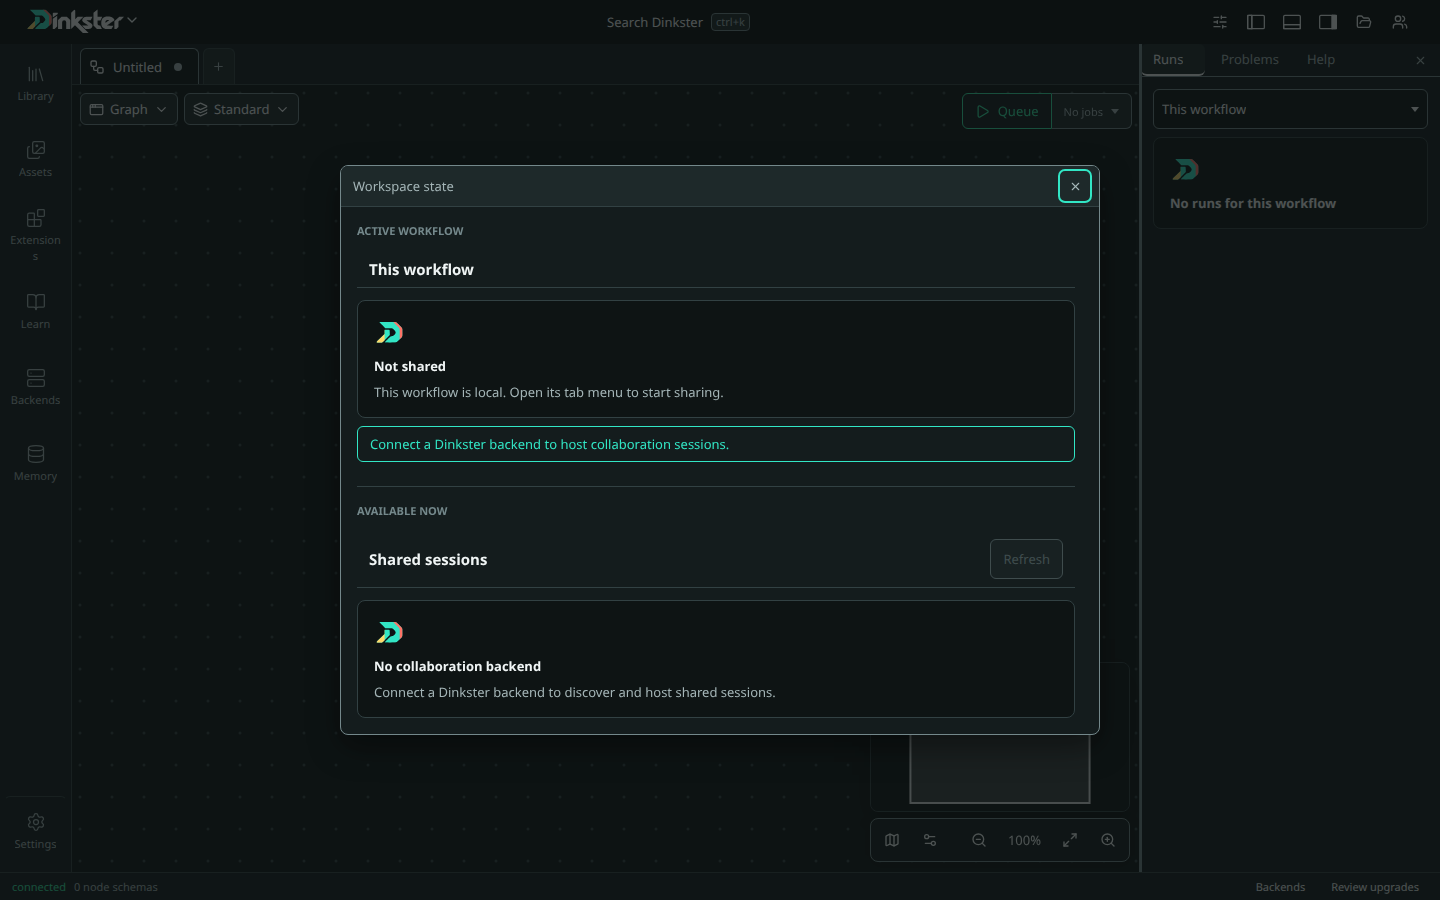 Dinkster
Search Dinkster ctrl+k
Untitled
Runs
Problems
Help
Library
Assets
Extension
s
Learn
Backends
Memory
Settings
Graph
Standard
Queue
No jobs
This workflow
No runs for this workflow
Workspace state
ACTIVE WORKFLOW
This workflow
Not shared
This workflow is local. Open its tab menu to start sharing.
Connect a Dinkster backend to host collaboration sessions.
AVAILABLE NOW
Shared sessions
Refresh
No collaboration backend
Connect a Dinkster backend to discover and host shared sessions.
100%
connected 0 node schemas
Backends
Review upgrades